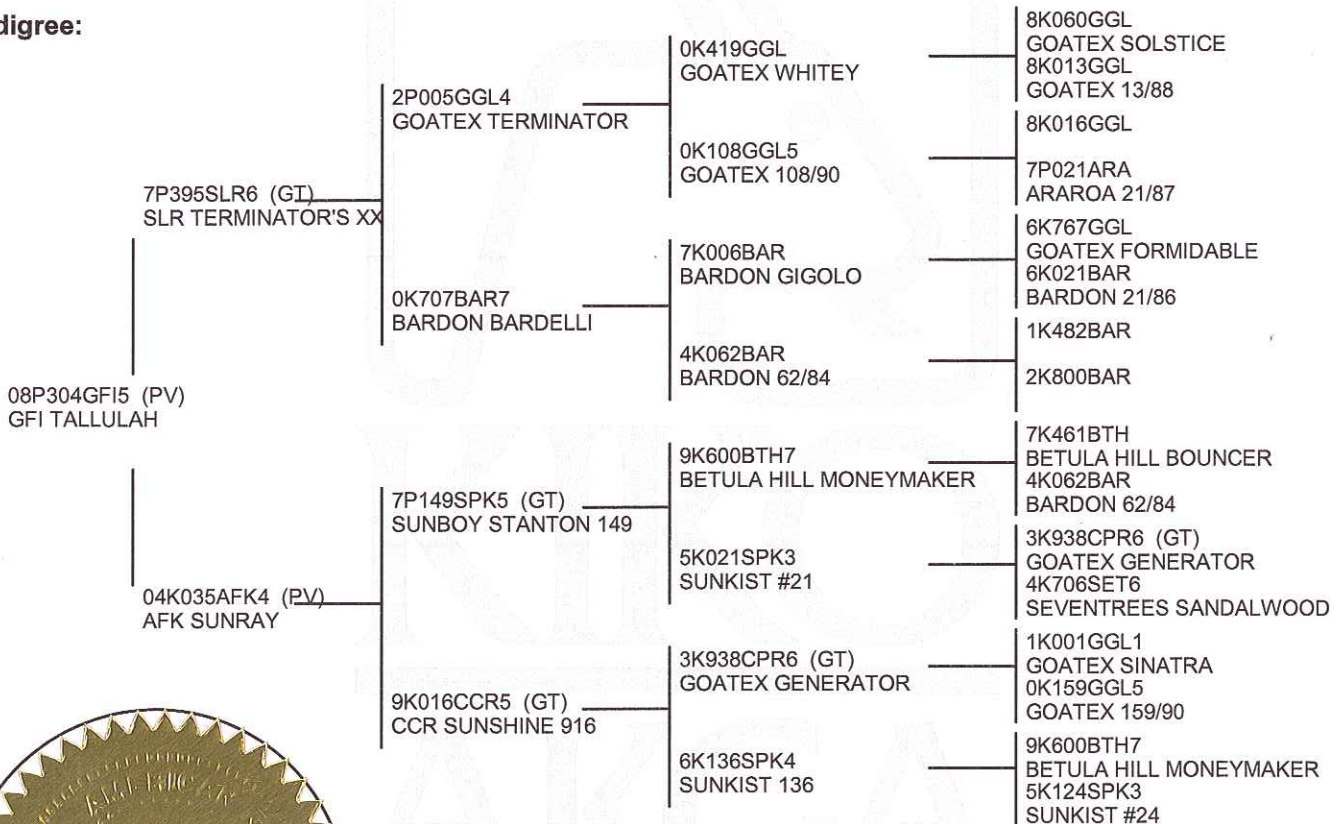 digree:
08P304GFI5 (PV)
GFI TALLULAH
7P395SLR6 (GT)
SLR TERMINATOR'S XX
04K035AFK4 (PV)
AFK SUNRAY
2P005GGL4
GOATEX TERMINATOR
0K707BAR7
BARDON BARDELLI
7P149SPK5 (GT)
SUNBOY STANTON 149
9K016CCR5 (GT)
CCR SUNSHINE 916
0K419GGL
GOATEX WHITEY
0K108GGL5
GOATEX 108/90
7K006BAR
BARDON GIGOLO
4K062BAR
BARDON 62/84
9K600BTH7
BETULA HILL MONEYMAKER
5K021SPK3
SUNKIST #21
3K938CPR6 (GT)
GOATEX GENERATOR
6K136SPK4
SUNKIST 136
8K060GGL
GOATEX SOLSTICE
8K013GGL
GOATEX 13/88
8K016GGL
7P021ARA
ARAROA 21/87
6K767GGL
GOATEX FORMIDABLE
6K021BAR
BARDON 21/86
1K482BAR
2K800BAR
7K461BTH
BETULA HILL BOUNCER
4K062BAR
BARDON 62/84
3K938CPR6 (GT)
GOATEX GENERATOR
4K706SET6
SEVENTREES SANDALWOOD
1K001GGL1
GOATEX SINATRA
0K159GGL5
GOATEX 159/90
9K600BTH7
BETULA HILL MONEYMAKER
5K124SPK3
SUNKIST #24